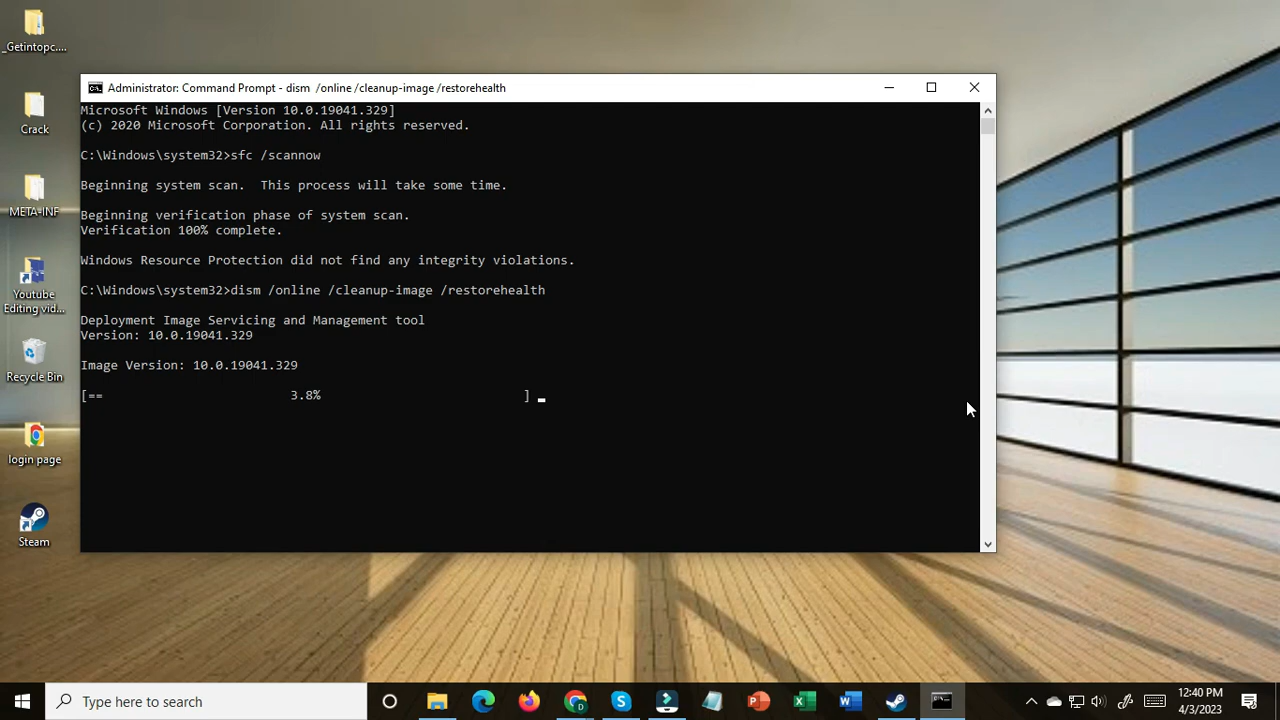 _Getintopc....
Crack
META-INF
Youtube
Editing vid...
Recycle Bin
login page
Steam
Administrator: Command Prompt - dism  /online /cleanup-image /restorehealth
Microsoft Windows [Version 10.0.19041.329]
(c) 2020 Microsoft Corporation. All rights reserved.
C:\Windows\system32>sfc /scannow
Beginning system scan.  This process will take some time.
Beginning verification phase of system scan.
Verification 100% complete.
Windows Resource Protection did not find any integrity violations.
C:\Windows\system32>dism /online /cleanup-image /restorehealth
Deployment Image Servicing and Management tool
Version: 10.0.19041.329
Image Version: 10.0.19041.329
[==                         3.8%                           ]
Type here to search
12:40 PM
4/3/2023